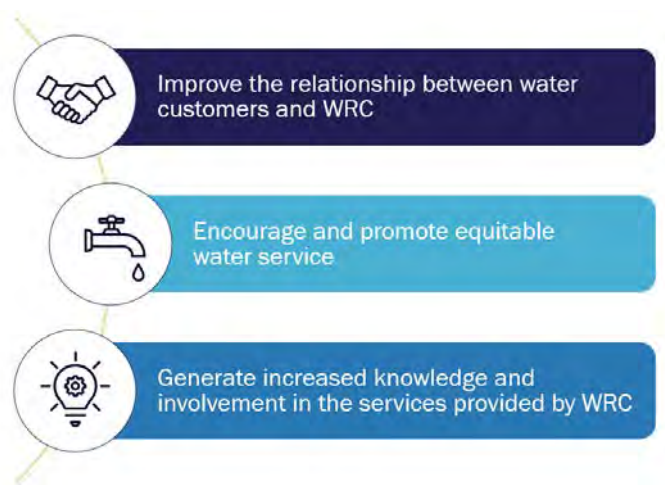 Improve the relationship between water
customers and WRC
Encourage and promote equitable
water service
Generate increased knowledge and
involvement in the services provided by WRC